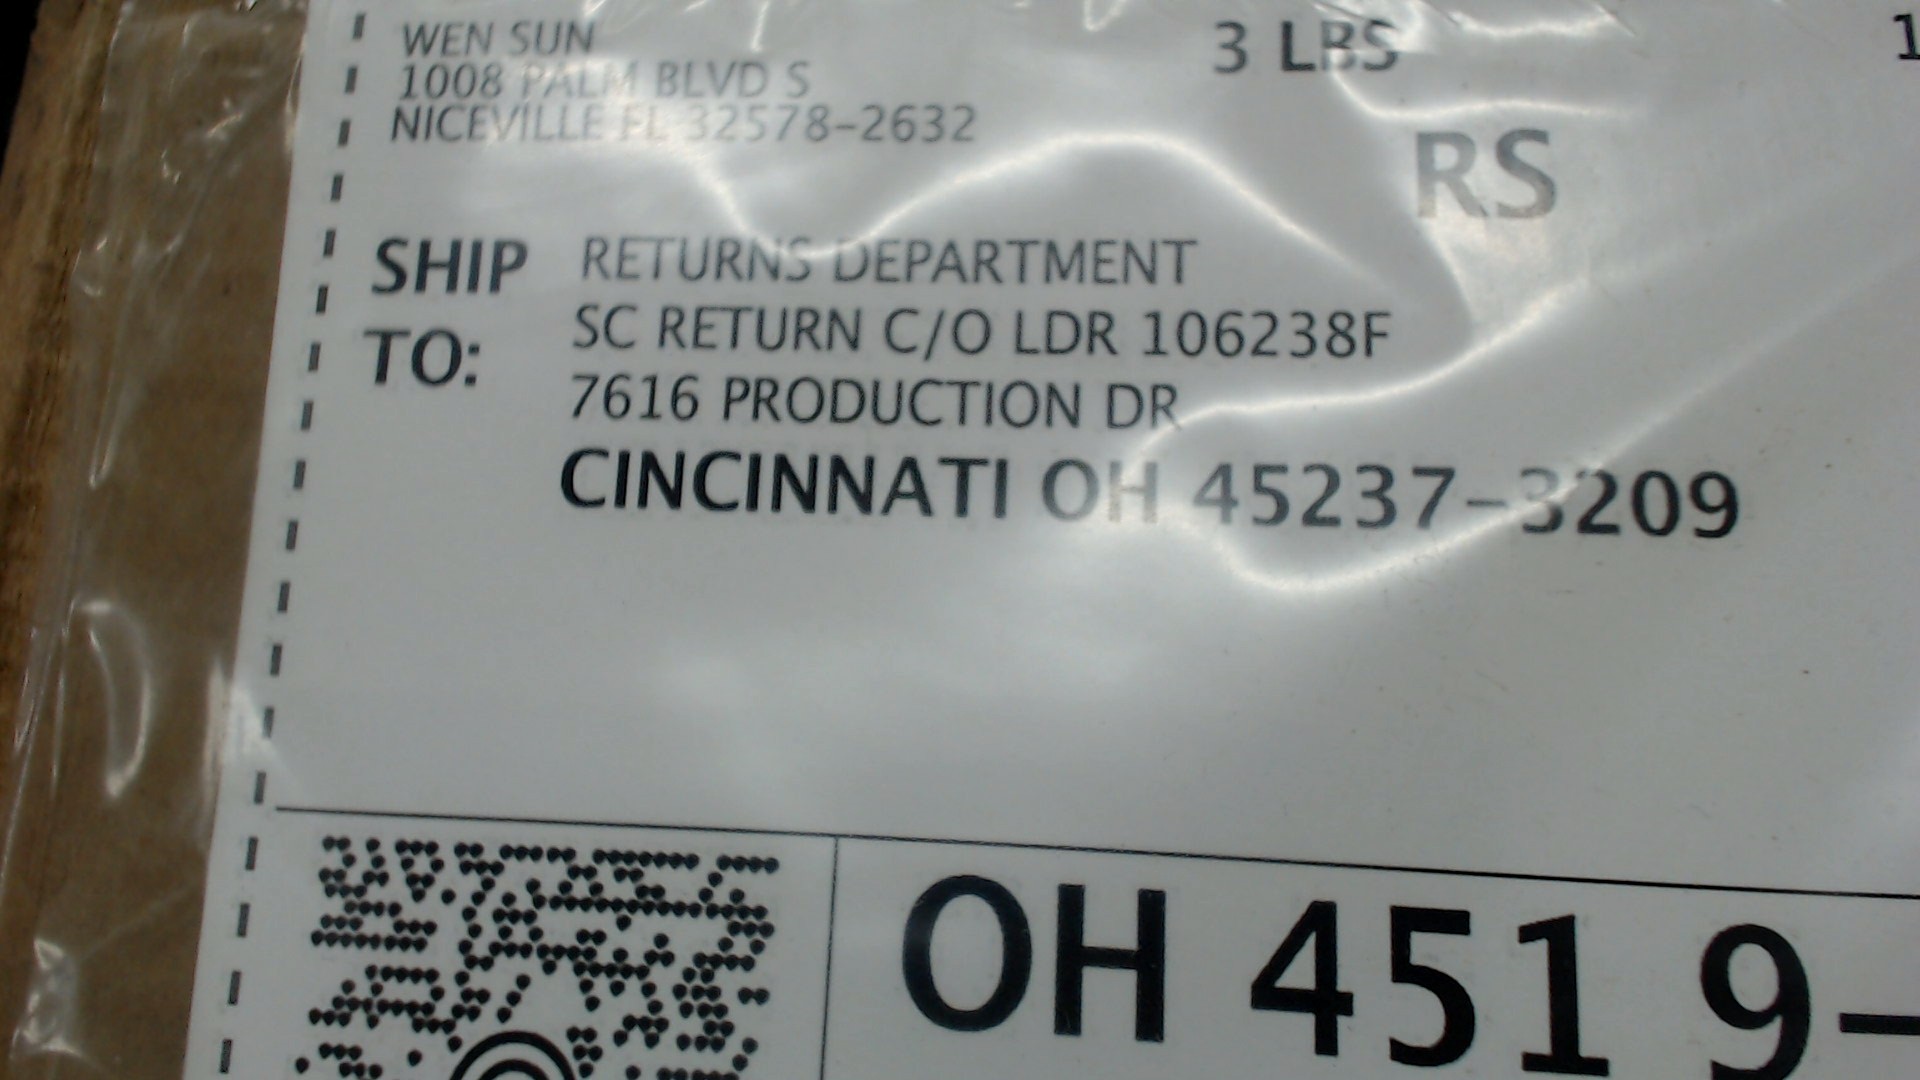 WEN SUN
3 LBS
1
1008 PALM BLVD S
NICEVILLE FL 32578-2632
RS
SHIP TO:
RETURNS DEPARTMENT
SC RETURN C/O LDR 106238F
7616 PRODUCTION DR
CINCINNATI OH 45237-3209
OH 451 9-